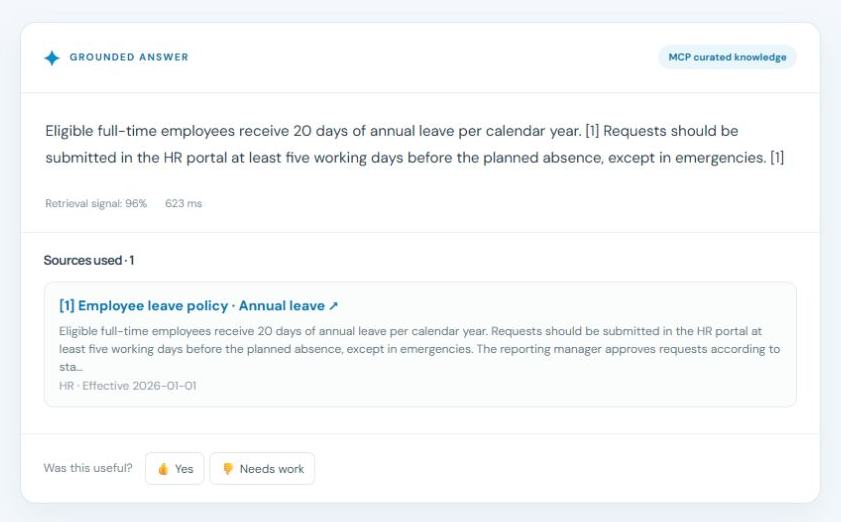 GROUNDED ANSWER
MCP curated knowledge
Eligible full-time employees receive 20 days of annual leave per calendar year. [1] Requests should be
submitted in the HR portal at least five working days before the planned absence, except in emergencies. [1]
Retrieval signal: 96% 623 ms
Sources used · 1
[1] Employee leave policy · Annual leave ↗
Eligible full-time employees receive 20 days of annual leave per calendar year. Requests should be submitted in the HR portal at
least five working days before the planned absence, except in emergencies. The reporting manager approves requests according to
sta…
HR · Effective 2026-01-01
Was this useful? 👍 Yes 👎 Needs work